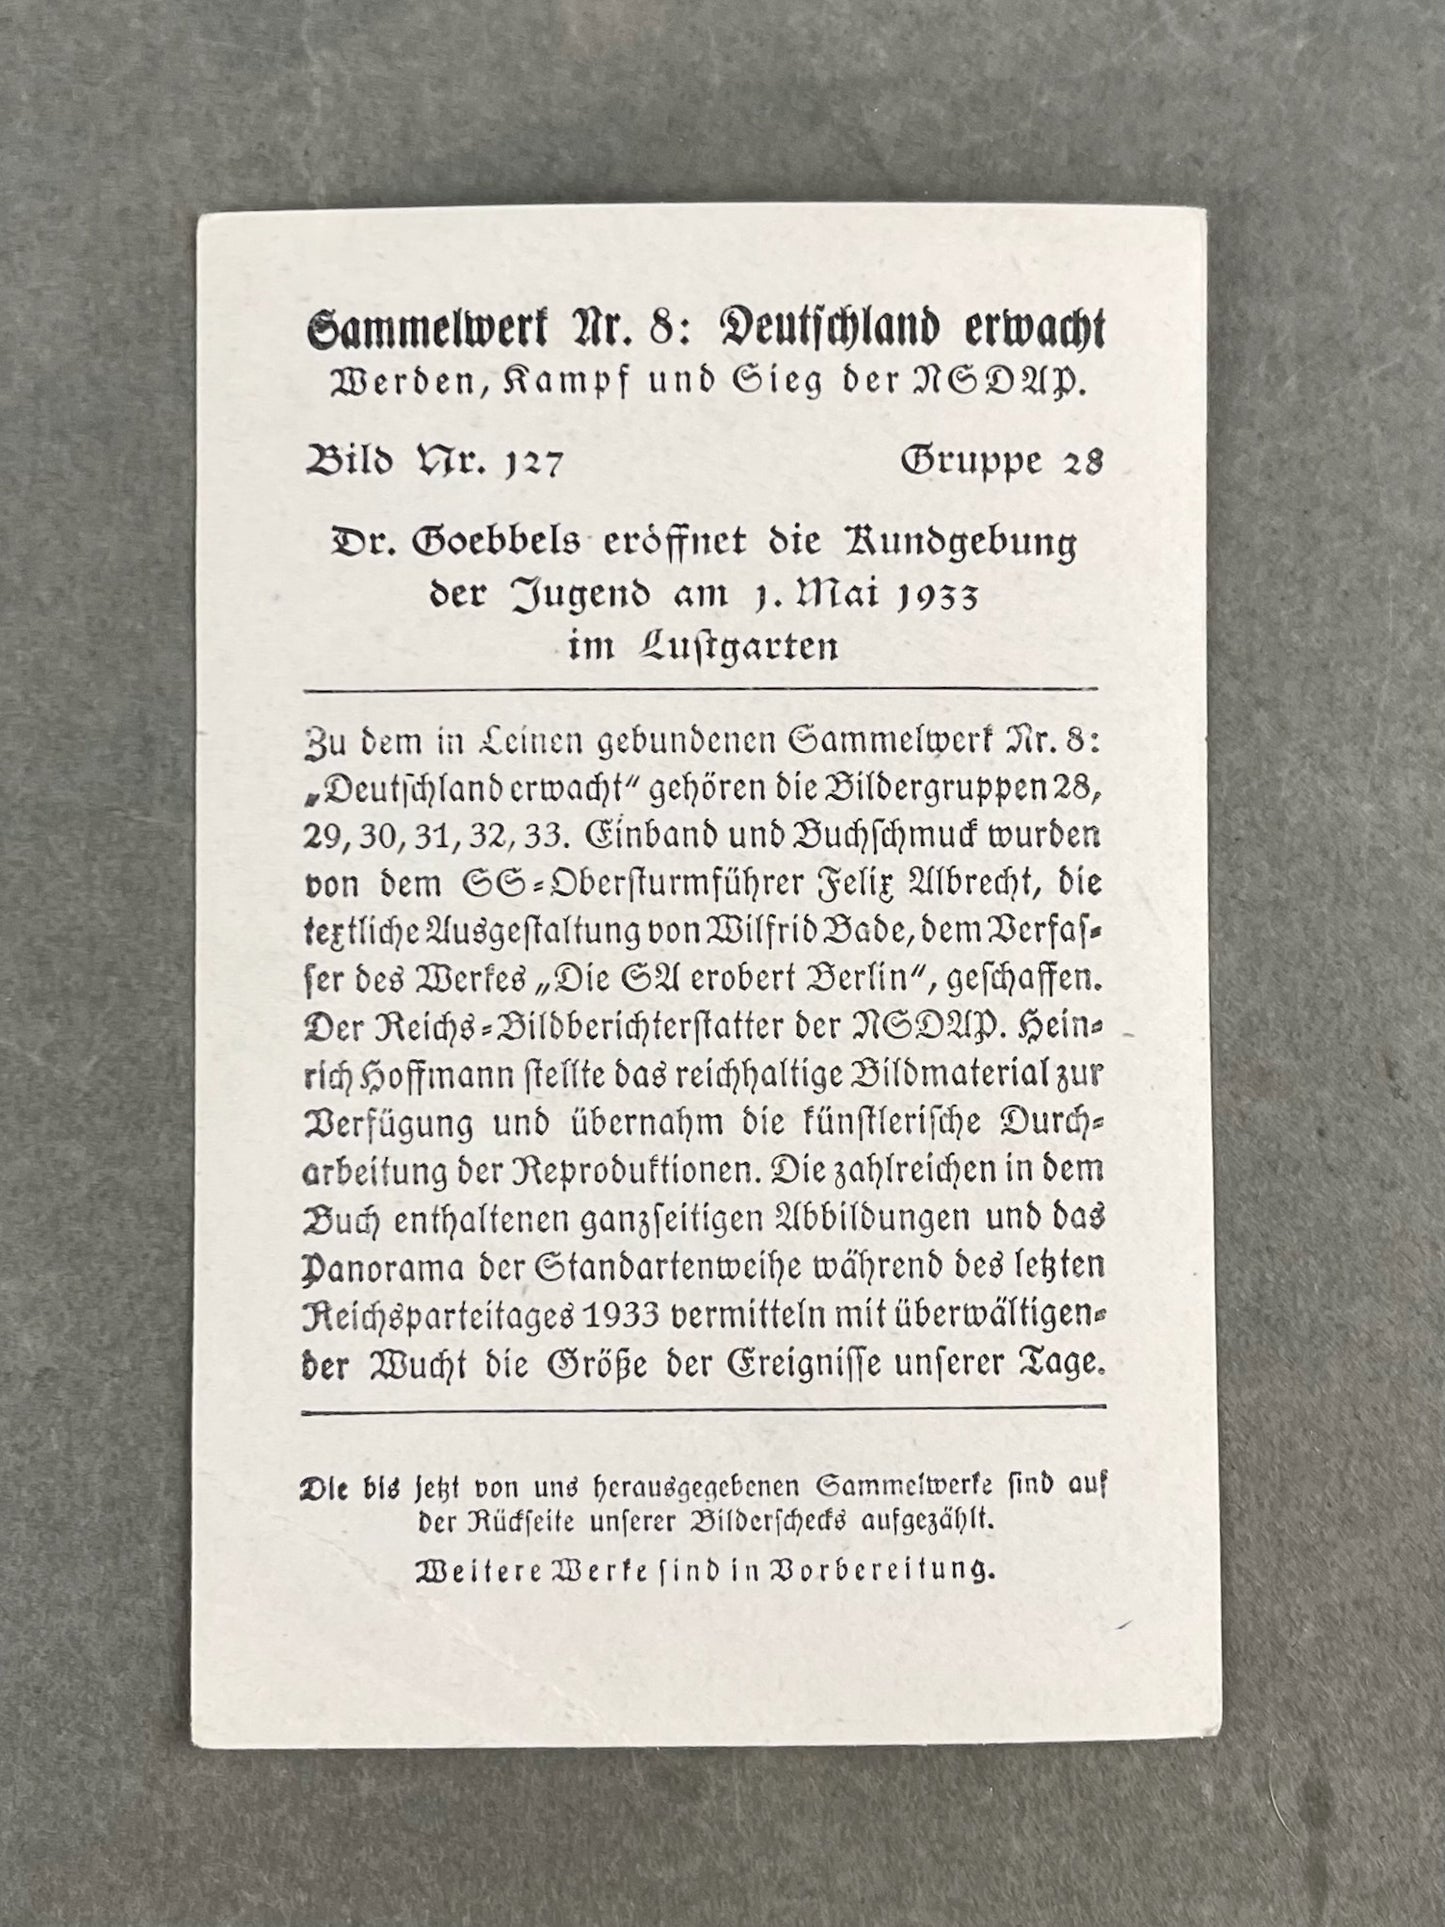 Sammelwerk Nr. 8: Deutschland erwacht
Werden, Kampf und Sieg der NSDAP.
Bild Nr. 127 Gruppe 28
Dr. Goebbels eröffnet die Kundgebung
der Jugend am 1. Mai 1933
im Lustgarten
Zu dem in Leinen gebundenen Sammelwerk Nr. 8:
„Deutschland erwacht“ gehören die Bildergruppen 28,
29, 30, 31, 32, 33. Einband und Buchschmuck wurden
von dem SS-Obersturmführer Felix Albrecht, die
textliche Ausgestaltung von Wilfrid Bade, dem Verfas-
ser des Werkes „Die SA erobert Berlin“, geschaffen.
Der Reichs-Bildberichterstatter der NSDAP. Hein-
rich Hoffmann stellte das reichhaltige Bildmaterial zur
Verfügung und übernahm die künstlerische Durch-
arbeitung der Reproduktionen. Die zahlreichen in dem
Buch enthaltenen ganzseitigen Abbildungen und das
Panorama der Standartenweihe während des letzten
Reichsparteitages 1933 vermitteln mit überwältigen-
der Wucht die Größe der Ereignisse unserer Tage.
Die bis jetzt von uns herausgegebenen Sammelwerke sind auf
der Rückseite unserer Bilderschecks aufgezählt.
Weitere Werke sind in Vorbereitung.